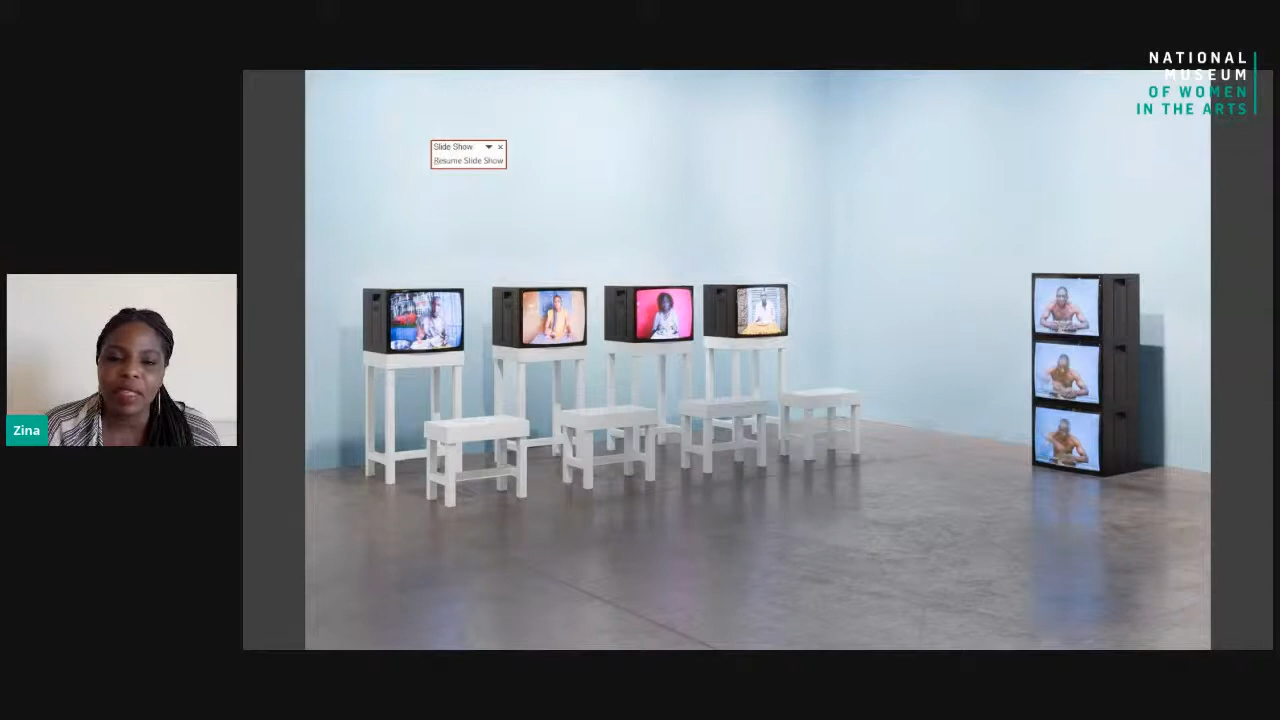 NATIONAL
MUSEUM
OF WOMEN
IN THE ARTS
Slide Show
Resume Slide Show
Zina